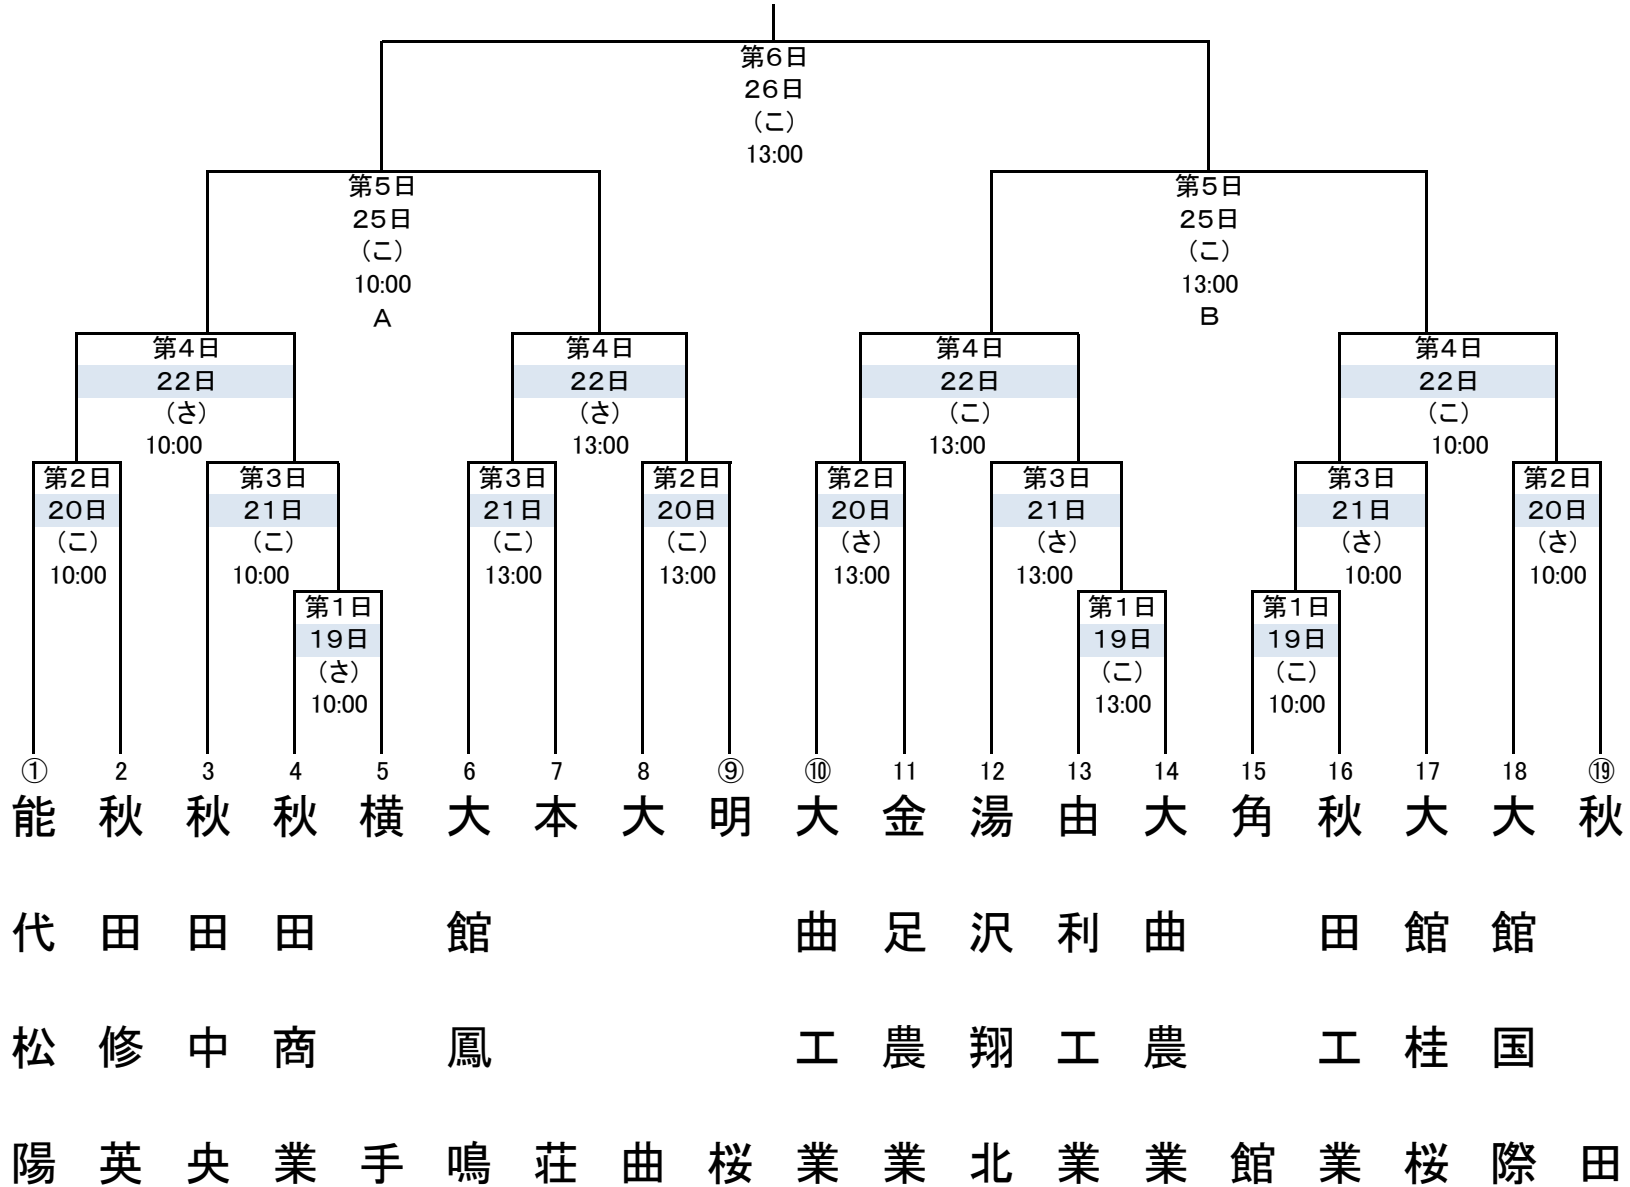 第６日
２６日
（こ）
13:00
第５日
２５日
（こ）
10:00
Ａ
第５日
２５日
（こ）
13:00
Ｂ
第４日
２２日
（さ）
10:00
第４日
２２日
（さ）
13:00
第４日
２２日
（こ）
13:00
第４日
２２日
（こ）
10:00
第２日
２０日
（こ）
10:00
第３日
２１日
（こ）
10:00
第３日
２１日
（こ）
13:00
第２日
２０日
（こ）
13:00
第２日
２０日
（さ）
13:00
第３日
２１日
（さ）
13:00
第３日
２１日
（さ）
10:00
第２日
２０日
（さ）
10:00
第１日
１９日
（さ）
10:00
第１日
１９日
（こ）
13:00
第１日
１９日
（こ）
10:00
① 2 3 4 5 6 7 8 ⑨ ⑩ 11 12 13 14 15 16 17 18 ⑲
能代松陽
秋田修英
秋田中央
秋田商業
横手
大館鳳鳴
本荘
大曲
明桜
大曲工業
金足農業
湯沢翔北
由利工業
大曲農業
角館
秋田工業
大館桂桜
大館国際
秋田